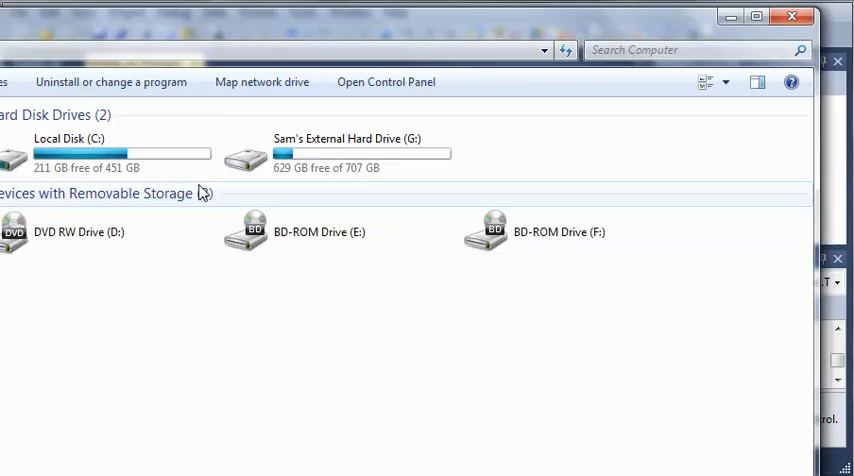 es Uninstall or change a program Map network drive Open Control Panel
Search Computer
ard Disk Drives (2)
Local Disk (C:)
211 GB free of 451 GB
Sam's External Hard Drive (G:)
629 GB free of 707 GB
evices with Removable Storage
DVD
DVD RW Drive (D:)
BD
BD-ROM Drive (E:)
BD
BD-ROM Drive (F:)
.T
rol.